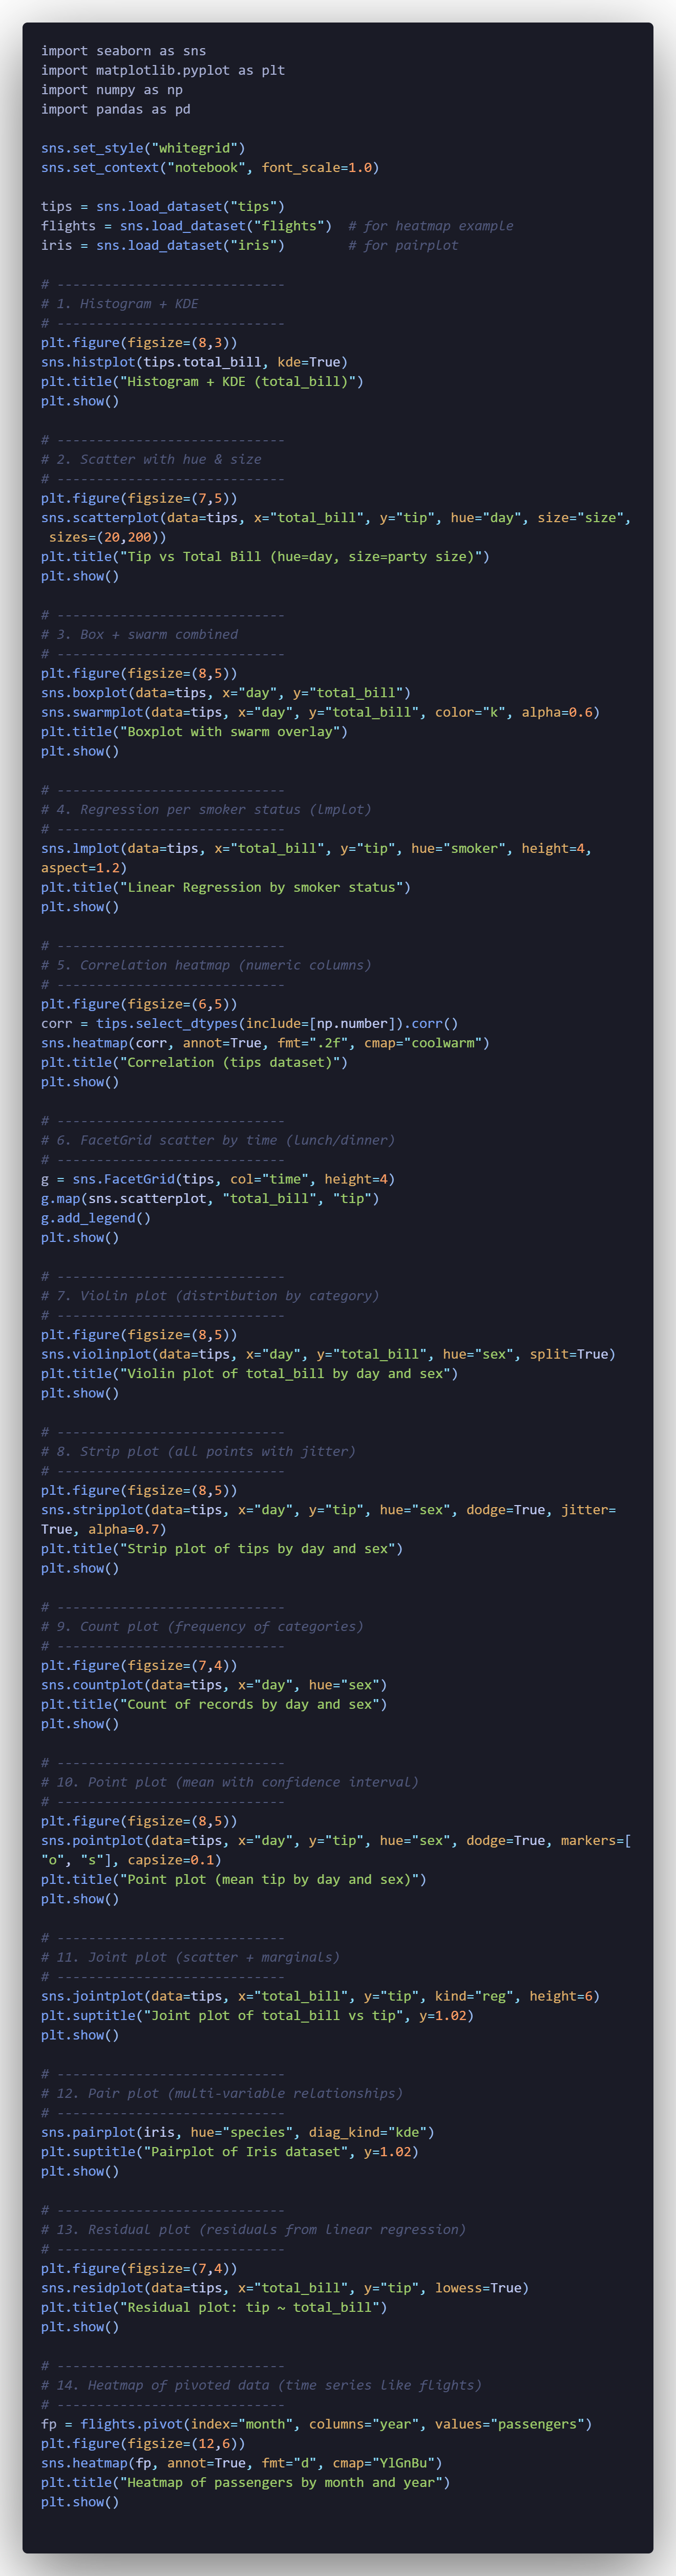 import seaborn as sns
import matplotlib.pyplot as plt
import numpy as np
import pandas as pd

sns.set_style("whitegrid")
sns.set_context("notebook", font_scale=1.0)

tips = sns.load_dataset("tips")
flights = sns.load_dataset("flights")  # for heatmap example
iris = sns.load_dataset("iris")        # for pairplot

# -----------------------------
# 1. Histogram + KDE
# -----------------------------
plt.figure(figsize=(8,3))
sns.histplot(tips.total_bill, kde=True)
plt.title("Histogram + KDE (total_bill)")
plt.show()

# -----------------------------
# 2. Scatter with hue & size
# -----------------------------
plt.figure(figsize=(7,5))
sns.scatterplot(data=tips, x="total_bill", y="tip", hue="day", size="size",
 sizes=(20,200))
plt.title("Tip vs Total Bill (hue=day, size=party size)")
plt.show()

# -----------------------------
# 3. Box + swarm combined
# -----------------------------
plt.figure(figsize=(8,5))
sns.boxplot(data=tips, x="day", y="total_bill")
sns.swarmplot(data=tips, x="day", y="total_bill", color="k", alpha=0.6)
plt.title("Boxplot with swarm overlay")
plt.show()

# -----------------------------
# 4. Regression per smoker status (lmplot)
# -----------------------------
sns.lmplot(data=tips, x="total_bill", y="tip", hue="smoker", height=4,
aspect=1.2)
plt.title("Linear Regression by smoker status")
plt.show()

# -----------------------------
# 5. Correlation heatmap (numeric columns)
# -----------------------------
plt.figure(figsize=(6,5))
corr = tips.select_dtypes(include=[np.number]).corr()
sns.heatmap(corr, annot=True, fmt=".2f", cmap="coolwarm")
plt.title("Correlation (tips dataset)")
plt.show()

# -----------------------------
# 6. FacetGrid scatter by time (lunch/dinner)
# -----------------------------
g = sns.FacetGrid(tips, col="time", height=4)
g.map(sns.scatterplot, "total_bill", "tip")
g.add_legend()
plt.show()

# -----------------------------
# 7. Violin plot (distribution by category)
# -----------------------------
plt.figure(figsize=(8,5))
sns.violinplot(data=tips, x="day", y="total_bill", hue="sex", split=True)
plt.title("Violin plot of total_bill by day and sex")
plt.show()

# -----------------------------
# 8. Strip plot (all points with jitter)
# -----------------------------
plt.figure(figsize=(8,5))
sns.stripplot(data=tips, x="day", y="tip", hue="sex", dodge=True, jitter=
True, alpha=0.7)
plt.title("Strip plot of tips by day and sex")
plt.show()

# -----------------------------
# 9. Count plot (frequency of categories)
# -----------------------------
plt.figure(figsize=(7,4))
sns.countplot(data=tips, x="day", hue="sex")
plt.title("Count of records by day and sex")
plt.show()

# -----------------------------
# 10. Point plot (mean with confidence interval)
# -----------------------------
plt.figure(figsize=(8,5))
sns.pointplot(data=tips, x="day", y="tip", hue="sex", dodge=True, markers=[
"o", "s"], capsize=0.1)
plt.title("Point plot (mean tip by day and sex)")
plt.show()

# -----------------------------
# 11. Joint plot (scatter + marginals)
# -----------------------------
sns.jointplot(data=tips, x="total_bill", y="tip", kind="reg", height=6)
plt.suptitle("Joint plot of total_bill vs tip", y=1.02)
plt.show()

# -----------------------------
# 12. Pair plot (multi-variable relationships)
# -----------------------------
sns.pairplot(iris, hue="species", diag_kind="kde")
plt.suptitle("Pairplot of Iris dataset", y=1.02)
plt.show()

# -----------------------------
# 13. Residual plot (residuals from linear regression)
# -----------------------------
plt.figure(figsize=(7,4))
sns.residplot(data=tips, x="total_bill", y="tip", lowess=True)
plt.title("Residual plot: tip ~ total_bill")
plt.show()

# -----------------------------
# 14. Heatmap of pivoted data (time series like flights)
# -----------------------------
fp = flights.pivot(index="month", columns="year", values="passengers")
plt.figure(figsize=(12,6))
sns.heatmap(fp, annot=True, fmt="d", cmap="YlGnBu")
plt.title("Heatmap of passengers by month and year")
plt.show()